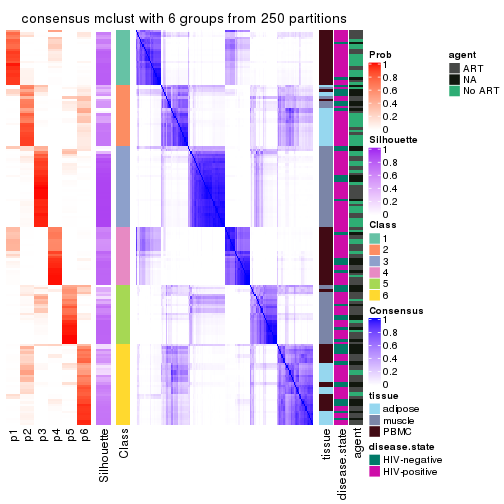 consensus mclust with 6 groups from 250 partitions
Prob
1
0.8
0.6
0.4
0.2
0
agent
ART
NA
No ART
Silhouette
1
0.8
0.6
0.4
0.2
0
Class
1
2
3
4
5
6
Consensus
1
0.8
0.6
0.4
0.2
0
tissue
adipose
muscle
PBMC
disease.state
HIV-negative
HIV-positive
p1
p2
p3
p4
p5
p6
Silhouette
Class
tissue
disease.state
agent